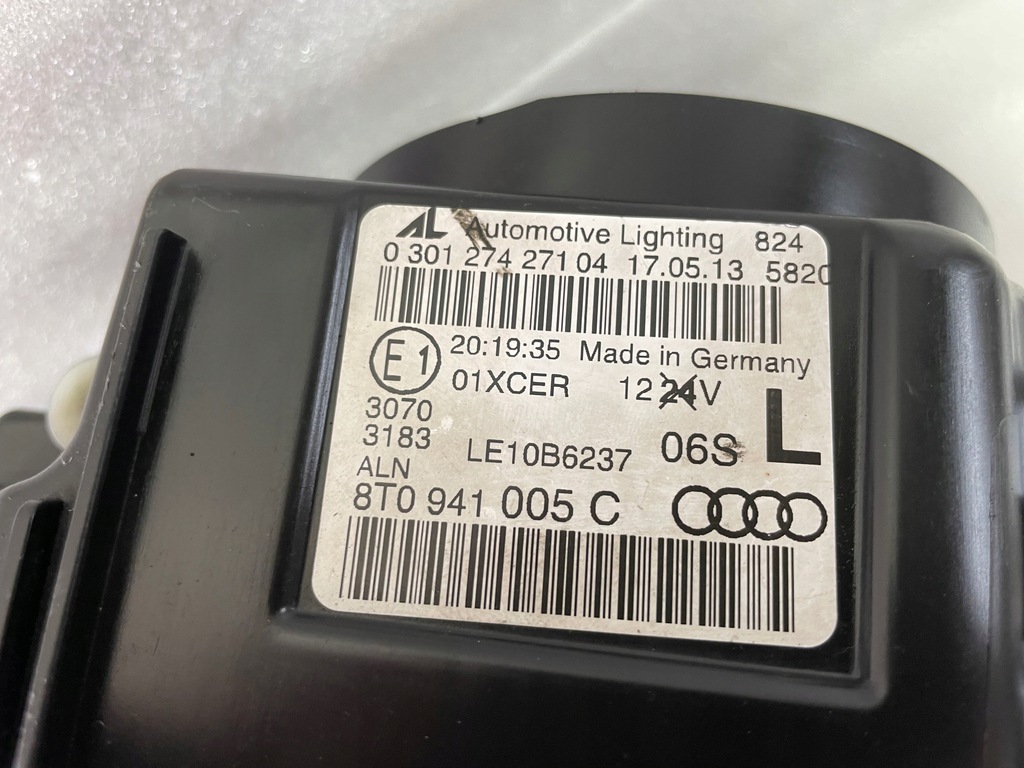 AL Automotive Lighting 824
0 301 274 271 04 17.05.13 5820
E1 20:19:35 Made in Germany
01XCER 12 24 V L
3070
3183 LE10B6237 06S
ALN
8T0 941 005 C